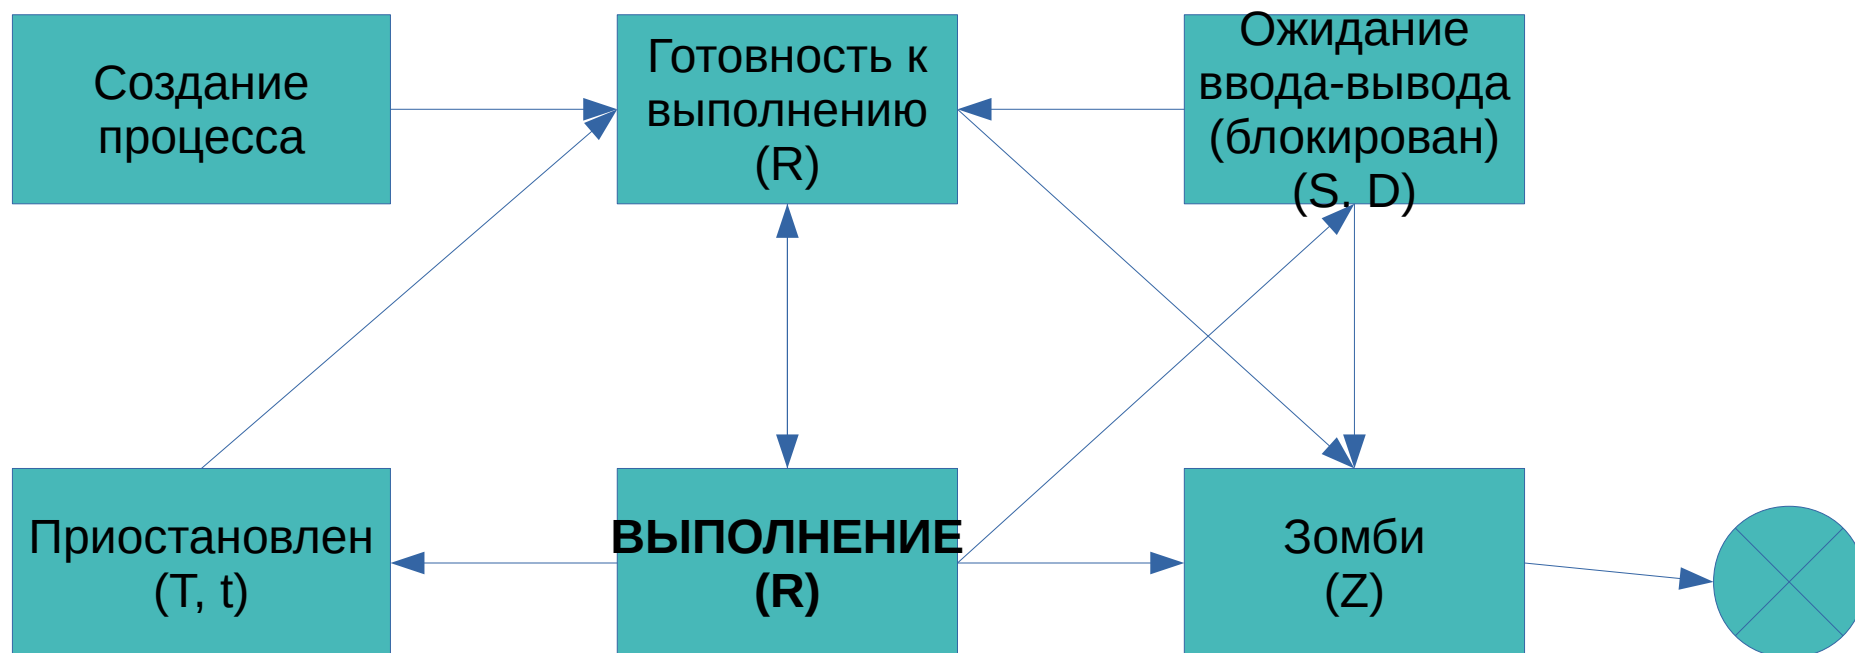 Создание
процесса
Готовность к
выполнению
(R)
Ожидание
ввода-вывода
(блокирован)
(S, D)
Приостановлен
(T, t)
ВЫПОЛНЕНИЕ
(R)
Зомби
(Z)